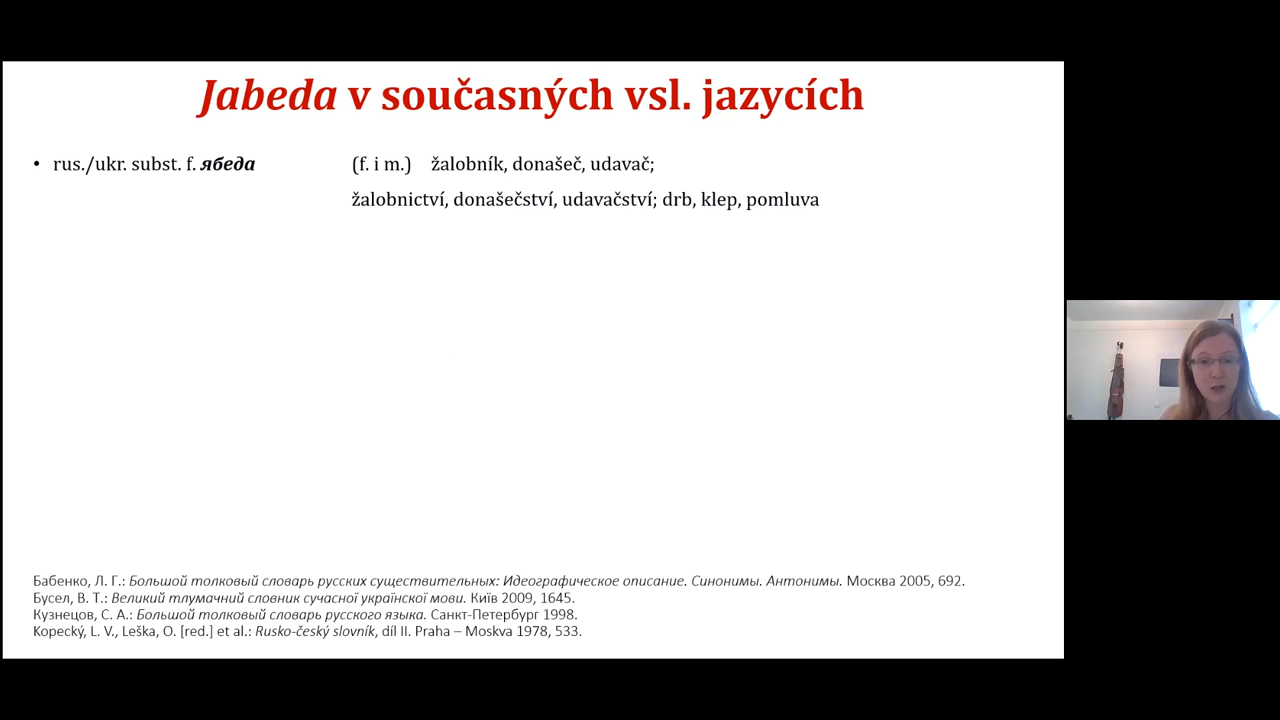 Jabeda v současných vsl. jazycích
• rus./ukr. subst. f. ябеда (f. i m.) žalobník, donašeč, udavač;
žalobnictví, donašečství, udavačství; drb, klep, pomluva
Бабенко, Л. Г.: Большой толковый словарь русских существительных: Идеографическое описание. Синонимы. Антонимы. Москва 2005, 692.
Бусел, В. Т.: Великий тлумачний словник сучасної українскої мови. Київ 2009, 1645.
Кузнецов, С. А.: Большой толковый словарь русского языка. Санкт-Петербург 1998.
Kopecký, L. V., Leška, O. [red.] et al.: Rusko-český slovník, díl II. Praha – Moskva 1978, 533.